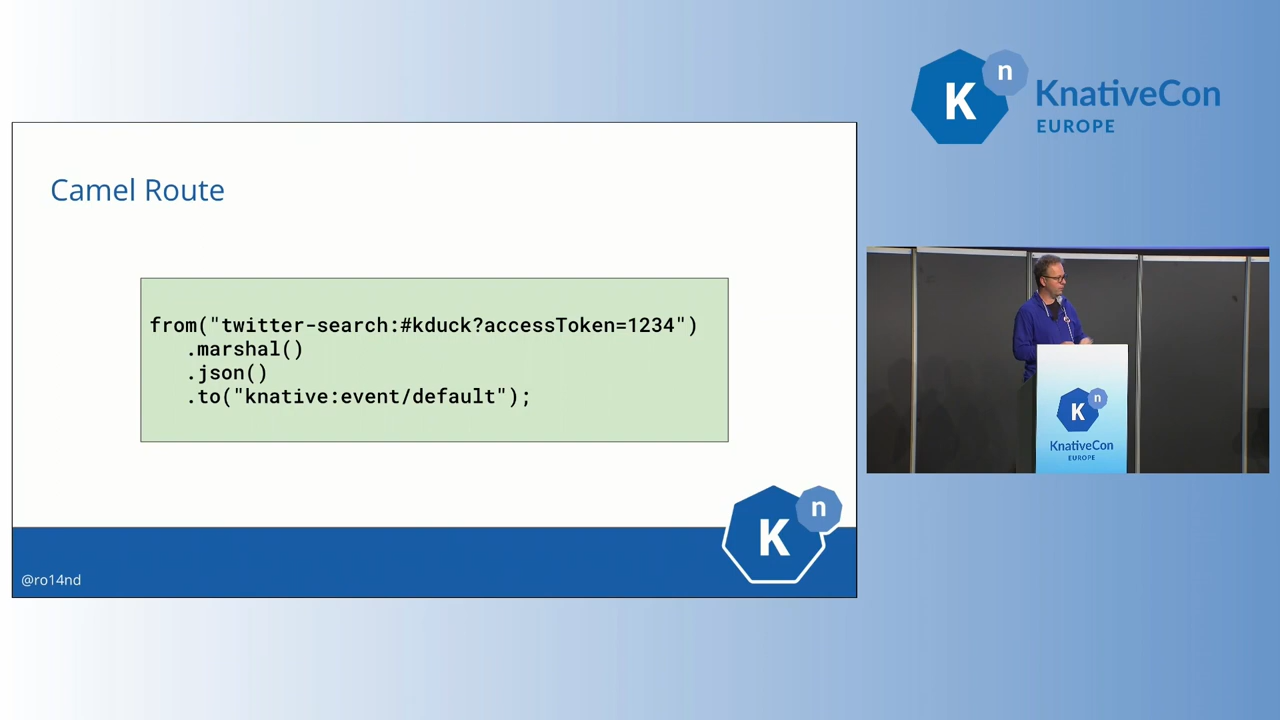 K
n
KnativeCon
EUROPE
Camel Route
from("twitter-search:#kduck?accessToken=1234")
   .marshal()
   .json()
   .to("knative:event/default");
K
n
@ro14nd
K
n
KnativeCon
EUROPE